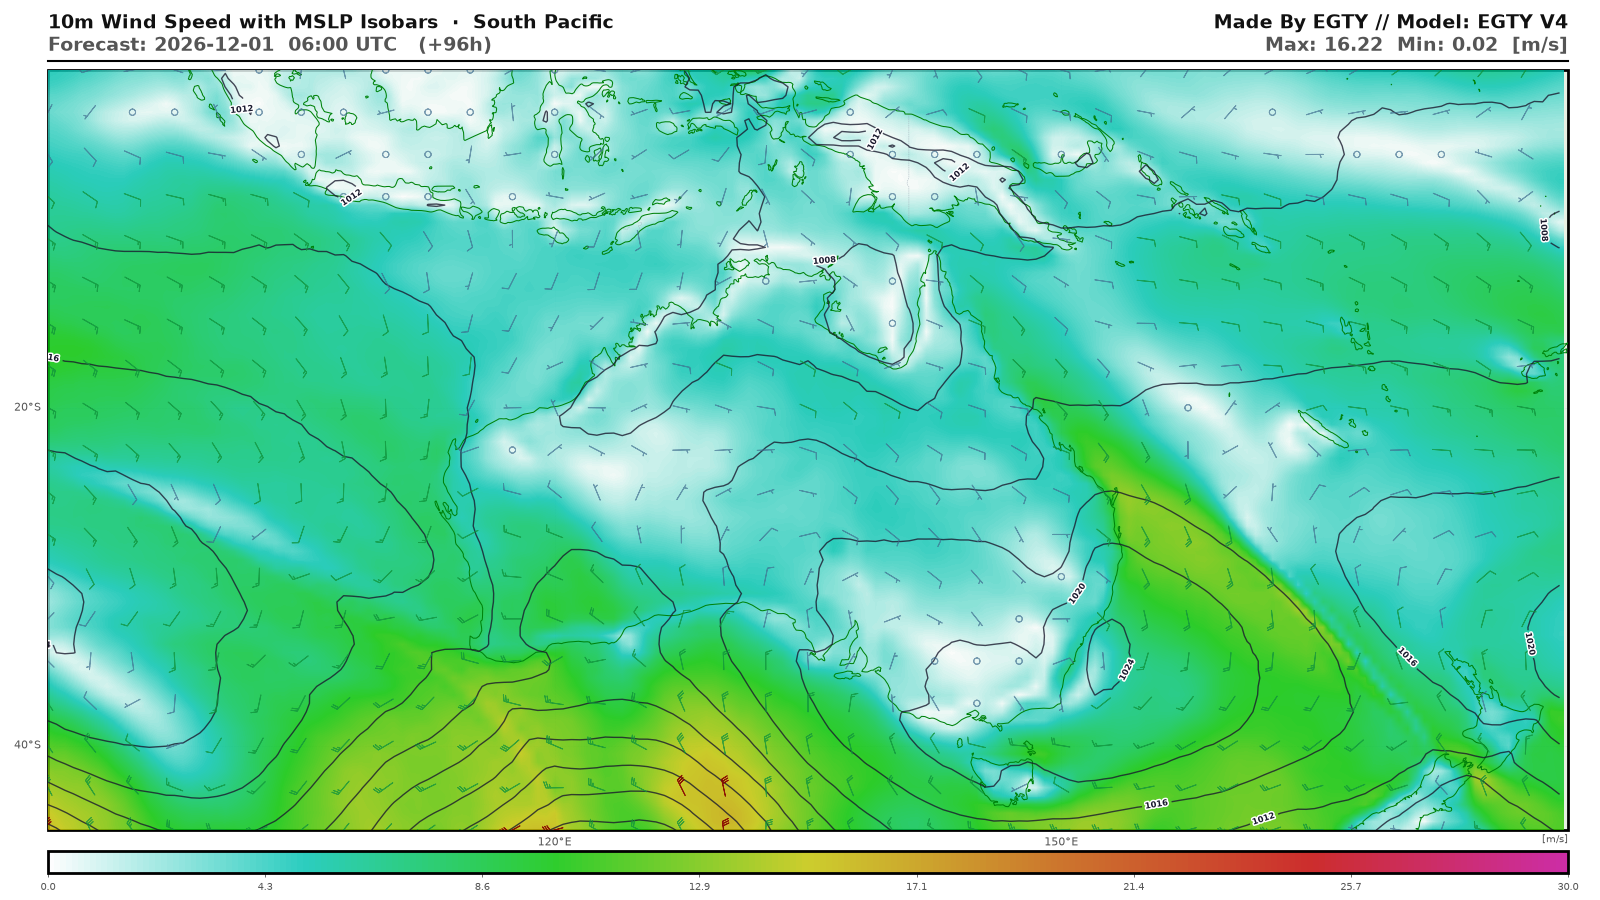 10m Wind Speed with MSLP Isobars · South Pacific
Made By EGTY // Model: EGTY V4
Forecast: 2026-12-01 06:00 UTC (+96h)
Max: 16.22 Min: 0.02 [m/s]
1012
1012
1012
1012
1008
1008
16
20°S
1020
1020
1016
1024
40°S
1016
1012
120°E
150°E
[m/s]
0.0
4.3
8.6
12.9
17.1
21.4
25.7
30.0